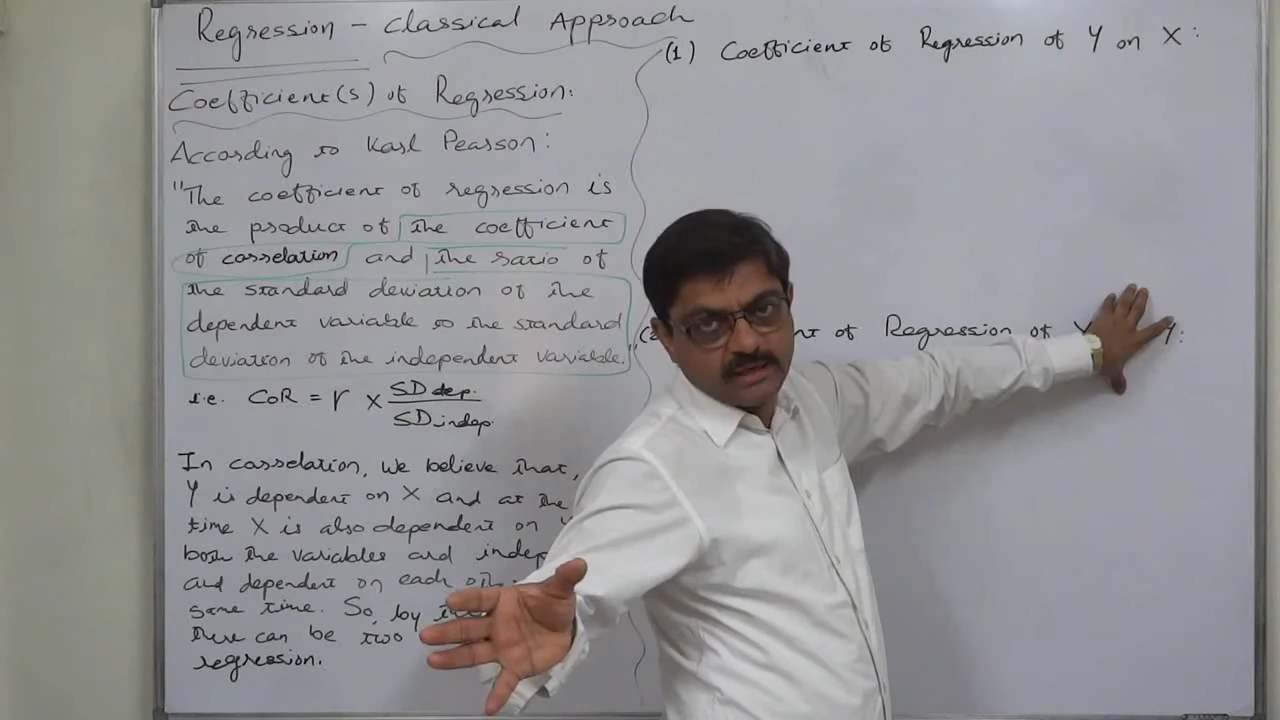 Regression - Classical Approach
Coefficient(s) of Regression:
According to Karl Pearson:
"The coefficient of regression is
the product of the coefficient
of correlation and the ratio of
the standard deviation of the
dependent variable to the standard
deviation of the independent variable."
i.e. CoR = r × SD dep. / SD indep.
In correlation, we believe that,
Y is dependent on X and at the
time X is also dependent on
both the variables and indep
and dependent on each oth
same time. So, by
there can be two
regression.
(1) Coefficient of Regression of Y on X:
(2) nt of Regression of Y: